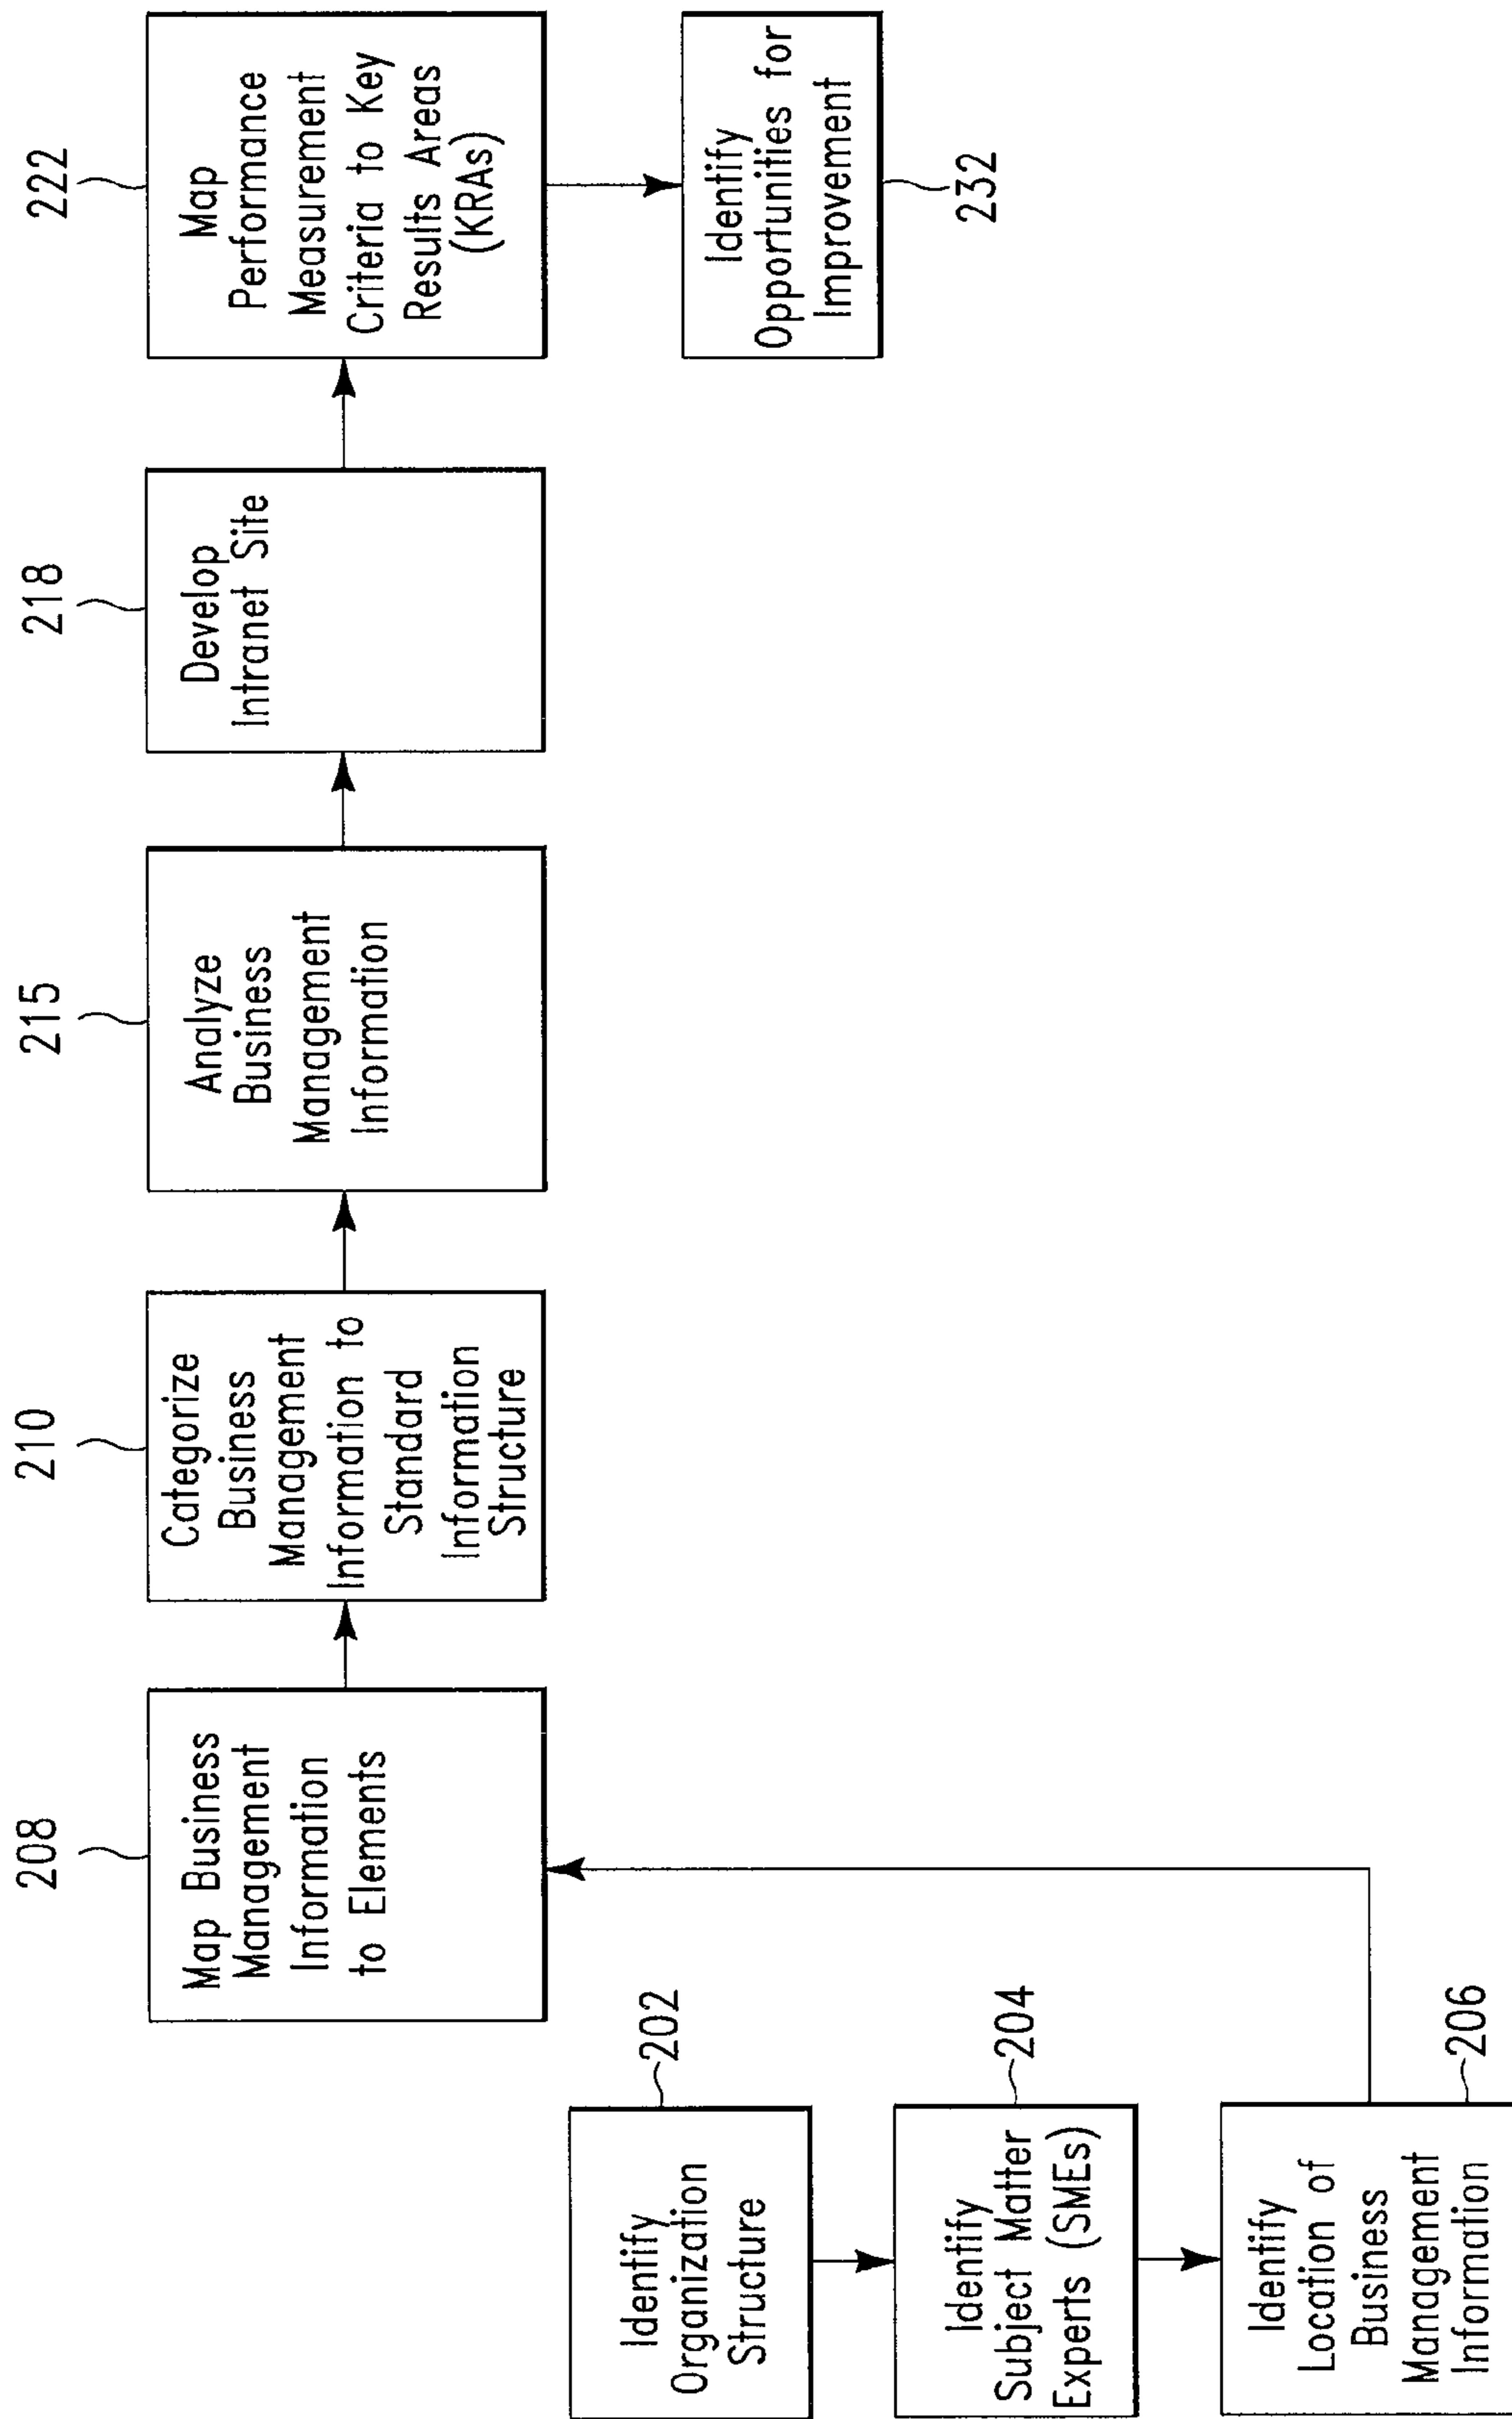 202
Identify
Organization
Structure
204
Identify
Subject Matter
Experts (SMEs)
206
Identify
Location of
Business
Management
Information
208
Map Business
Management
Information
to Elements
210
Categorize
Business
Management
Information to
Standard
Information
Structure
215
Analyze
Business
Management
Information
218
Develop
Intranet Site
222
Map
Performance
Measurement
Criteria to Key
Results Areas
(KRAs)
Identify
Opportunities for
Improvement
232